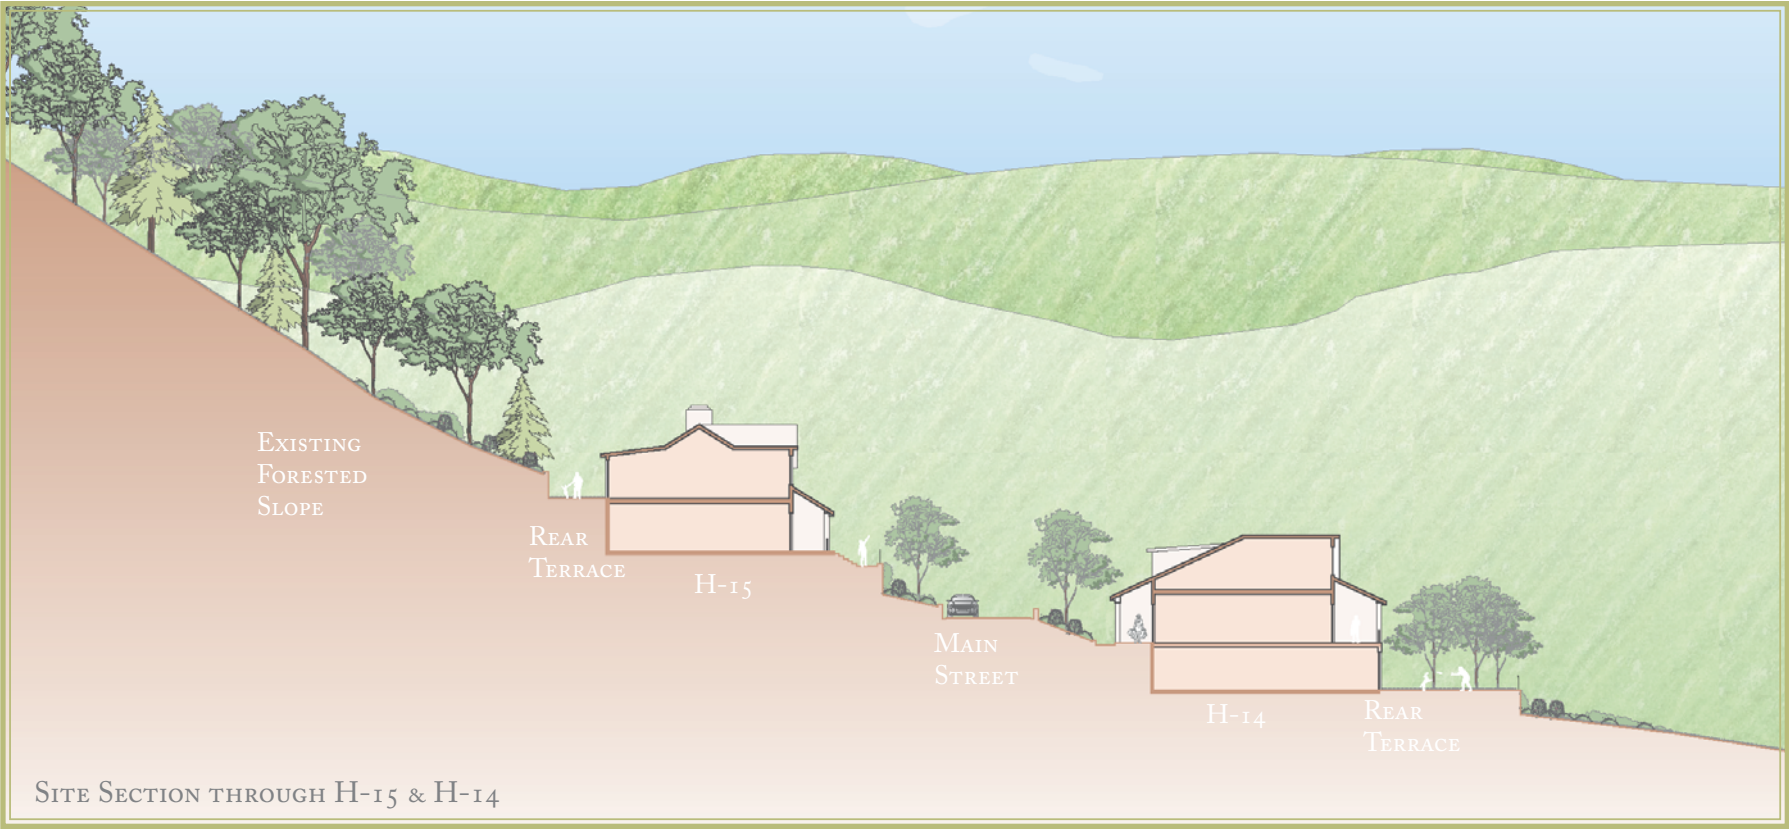 Existing
Forested
Slope
Rear
Terrace
H-15
Main
Street
H-14
Rear
Terrace
Site Section through H-15 & H-14